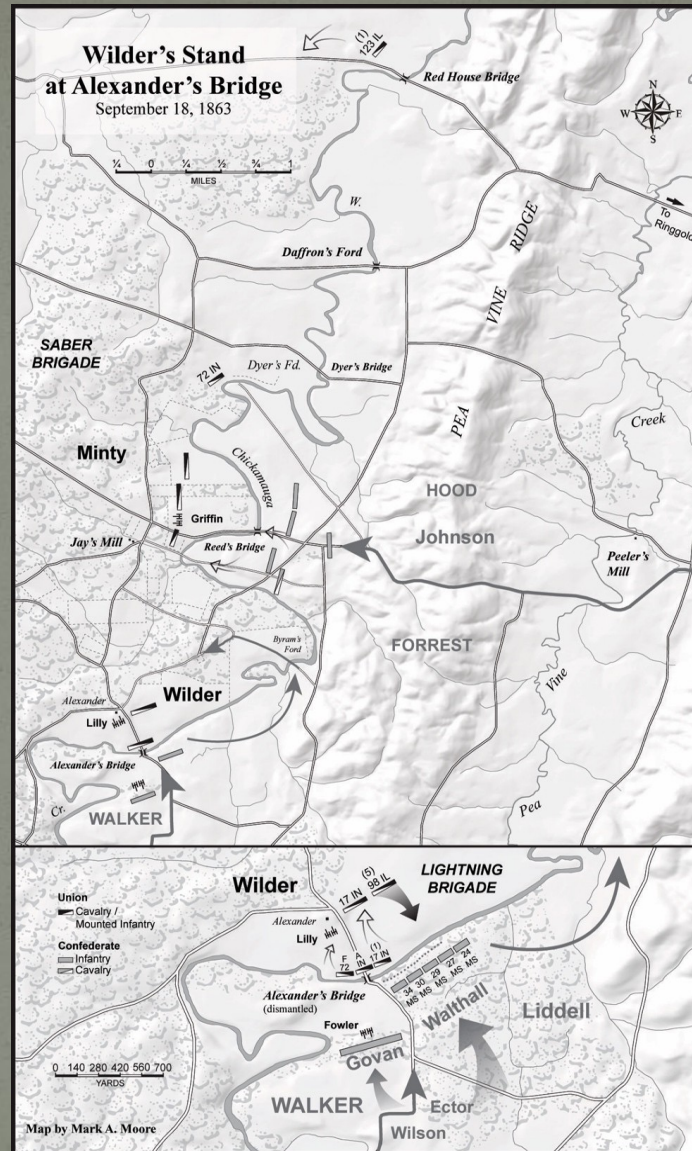 Wilder's Stand
at Alexander's Bridge
September 18, 1863
¼ 0 ¼ ½ ¾ 1
MILES
(1)
123 IL
Red House Bridge
N
W E
S
To
Ringgold
W.
Daffron's Ford
PEA VINE RIDGE
SABER
BRIGADE
Dyer's Fd.
Dyer's Bridge
72 IN
Creek
Minty
Chickamauga
HOOD
Griffin
Johnson
Jay's Mill
Reed's Bridge
Peeler's
Mill
Byram's
Ford
FORREST
Wilder
Vine
Alexander
Lilly
Alexander's Bridge
Cr.
WALKER
Pea
Union
Cavalry /
Mounted Infantry
Confederate
Infantry
Cavalry
Wilder
(5)
17 IN 98 IL
LIGHTNING
BRIGADE
Alexander
Lilly
F
72
A
IN
(1)
17 IN
34 30 29 27 24
MS MS MS MS MS
Alexander's Bridge
(dismantled)
Walthall
Liddell
Fowler
Govan
0 140 280 420 560 700
YARDS
WALKER
Ector
Wilson
Map by Mark A. Moore